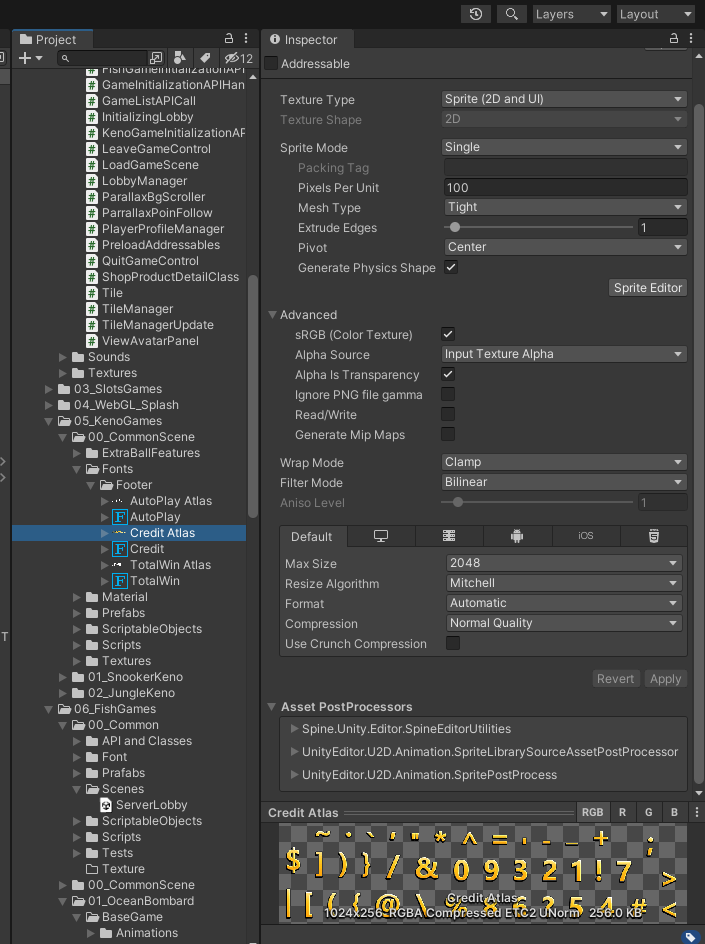 Layers
Layout
Project
12
FishGameInitializationAPI
GameInitializationAPIHan
GameListAPICall
InitializingLobby
KenoGameInitializationAP
LeaveGameControl
LoadGameScene
LobbyManager
ParallaxBgScroller
ParrallaxPoinFollow
PlayerProfileManager
PreloadAddressables
QuitGameControl
ShopProductDetailClass
Tile
TileManager
TileManagerUpdate
ViewAvatarPanel
Sounds
Textures
03_SlotsGames
04_WebGL_Splash
05_KenoGames
00_CommonScene
ExtraBallFeatures
Fonts
Footer
AutoPlay Atlas
AutoPlay
Credit Atlas
Credit
TotalWin Atlas
TotalWin
Material
Prefabs
ScriptableObjects
Scripts
Textures
01_SnookerKeno
02_JungleKeno
06_FishGames
00_Common
API and Classes
Font
Prafabs
Scenes
ServerLobby
ScriptableObjects
Scripts
Tests
Texture
00_CommonScene
01_OceanBombard
BaseGame
Animations
T
Inspector
Addressable
Texture Type Sprite (2D and UI)
Texture Shape 2D
Sprite Mode Single
Packing Tag
Pixels Per Unit 100
Mesh Type Tight
Extrude Edges 1
Pivot Center
Generate Physics Shape
Sprite Editor
Advanced
sRGB (Color Texture)
Alpha Source Input Texture Alpha
Alpha Is Transparency
Ignore PNG file gamma
Read/Write
Generate Mip Maps
Wrap Mode Clamp
Filter Mode Bilinear
Aniso Level 1
Default iOS
Max Size 2048
Resize Algorithm Mitchell
Format Automatic
Compression Normal Quality
Use Crunch Compression
Revert Apply
Asset PostProcessors
Spine.Unity.Editor.SpineEditorUtilities
UnityEditor.U2D.Animation.SpriteLibrarySourceAssetPostProcessor
UnityEditor.U2D.Animation.SpritePostProcess
Credit Atlas RGB R G B
~ · ` ' " * ^ = , - _ + ;
$ ] ) } / & 0 9 3 2 1 ! 7 >
| [ ( { @ \ % 8 6 2 5 4 # <
Credit Atlas
1024x256 RGBA Compressed ETC2 UNorm 256.0 KB